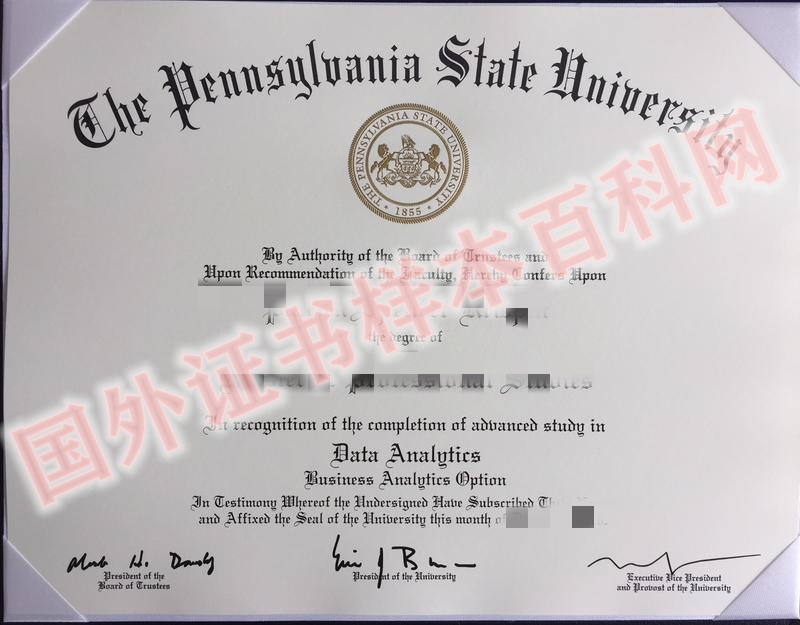 The Pennsylvania State University
THE PENNSYLVANIA STATE UNIVERSITY
1855
By Authority of the Board of Trustees and
Upon Recommendation of the Faculty, Hereby Confers Upon
the degree of
Professional Studies
In recognition of the completion of advanced study in
Data Analytics
Business Analytics Option
In Testimony Whereof the Undersigned Have Subscribed
and Affixed the Seal of the University this month
President of the
Board of Trustees
President of the University
Executive Vice President
and Provost of the University
国外证书样本百科网